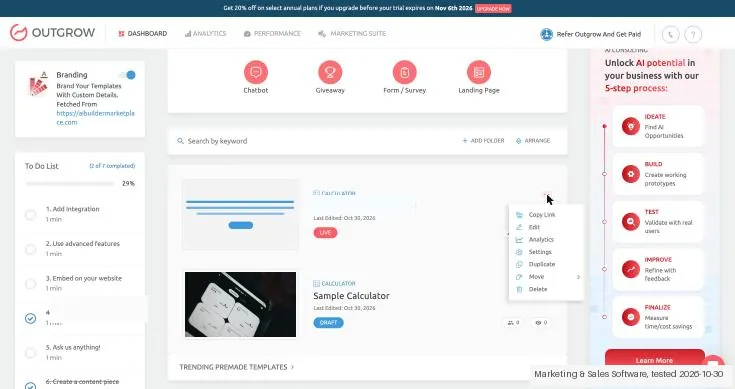 Get 20% off on select annual plans if you upgrade before your trial expires on Nov 6th 2026 UPGRADE NOW
OUTGROW
DASHBOARD
ANALYTICS
PERFORMANCE
MARKETING SUITE
Refer Outgrow And Get Paid
?
Branding
Brand Your Templates
With Custom Details,
Fetched From
https://aibuildermarketpla
ce.com
To Do List
(2 of 7 completed)
29%
1. Add Integration
1 min
2. Use advanced features
1 min
3. Embed on your website
1 min
4
1 min
5. Ask us anything!
1 min
6. Create a content piece
Chatbot
Giveaway
Form / Survey
Landing Page
Search by keyword
+ ADD FOLDER
ARRANGE
CALCULATOR
Last Edited: Oct 30, 2026
LIVE
Copy Link
Edit
Analytics
Settings
Duplicate
Move
Delete
CALCULATOR
Sample Calculator
Last Edited: Oct 30, 2026
DRAFT
0
0
TRENDING PREMADE TEMPLATES >
AI CONSULTING
Unlock AI potential in
your business with our
5-step process:
IDEATE
Find AI
Opportunities
BUILD
Create working
prototypes
TEST
Validate with real
users
IMPROVE
Refine with
feedback
FINALIZE
Measure
time/cost savings
Learn More
Marketing & Sales Software, tested 2026-10-30